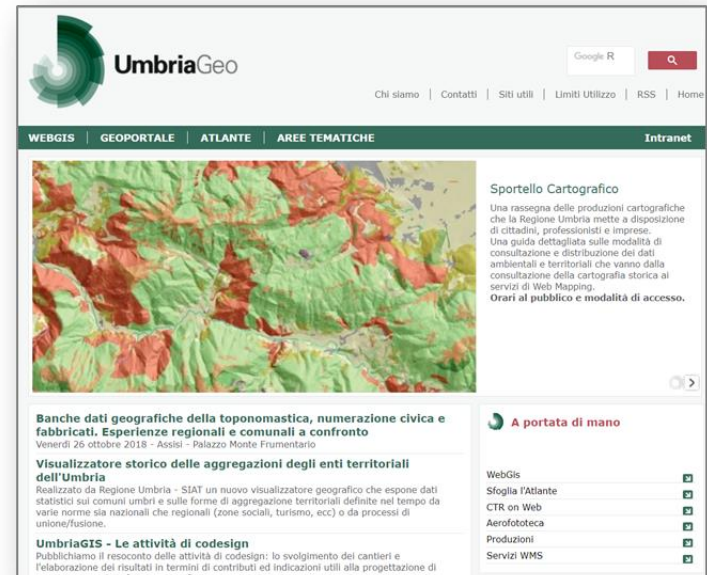 UmbriaGeo
Google R
Chi siamo | Contatti | Siti utili | Limiti Utilizzo | RSS | Home
WEBGIS | GEOPORTALE | ATLANTE | AREE TEMATICHE Intranet
Sportello Cartografico
Una rassegna delle produzioni cartografiche
che la Regione Umbria mette a disposizione
di cittadini, professionisti e imprese.
Una guida dettagliata sulle modalità di
consultazione e distribuzione dei dati
ambientali e territoriali che vanno dalla
consultazione della cartografia storica ai
servizi di Web Mapping.
Orari al pubblico e modalità di accesso.
Banche dati geografiche della toponomastica, numerazione civica e
fabbricati. Esperienze regionali e comunali a confronto
Venerdì 26 ottobre 2018 - Assisi - Palazzo Monte Frumentario
Visualizzatore storico delle aggregazioni degli enti territoriali
dell'Umbria
Realizzato da Regione Umbria - SIAT un nuovo visualizzatore geografico che espone dati
statistici sui comuni umbri e sulle forme di aggregazione territoriali definite nel tempo da
varie norme sia nazionali che regionali (zone sociali, turismo, ecc) o da processi di
unione/fusione.
UmbriaGIS - Le attività di codesign
Pubblichiamo il resoconto delle attività di codesign: lo svolgimento dei cantieri e
l'elaborazione dei risultati in termini di contributi ed indicazioni utili alla progettazione di
A portata di mano
WebGis
Sfoglia l'Atlante
CTR on Web
Aerofototeca
Produzioni
Servizi WMS